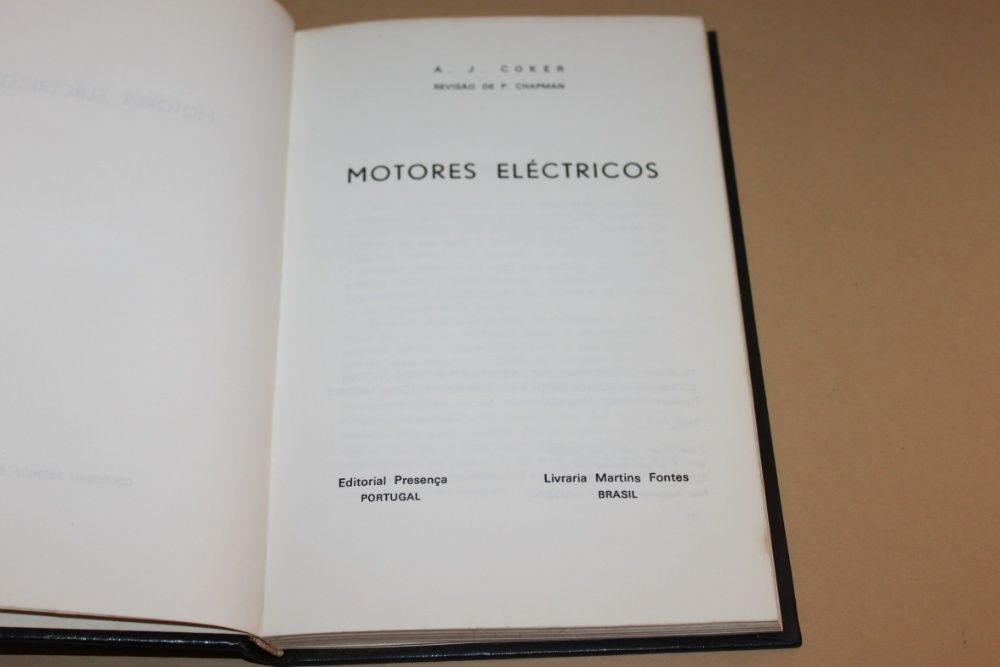 A. J. COKER
REVISÃO DE P. CHAPMAN
MOTORES ELÉCTRICOS
Editorial Presença
PORTUGAL
Livraria Martins Fontes
BRASIL